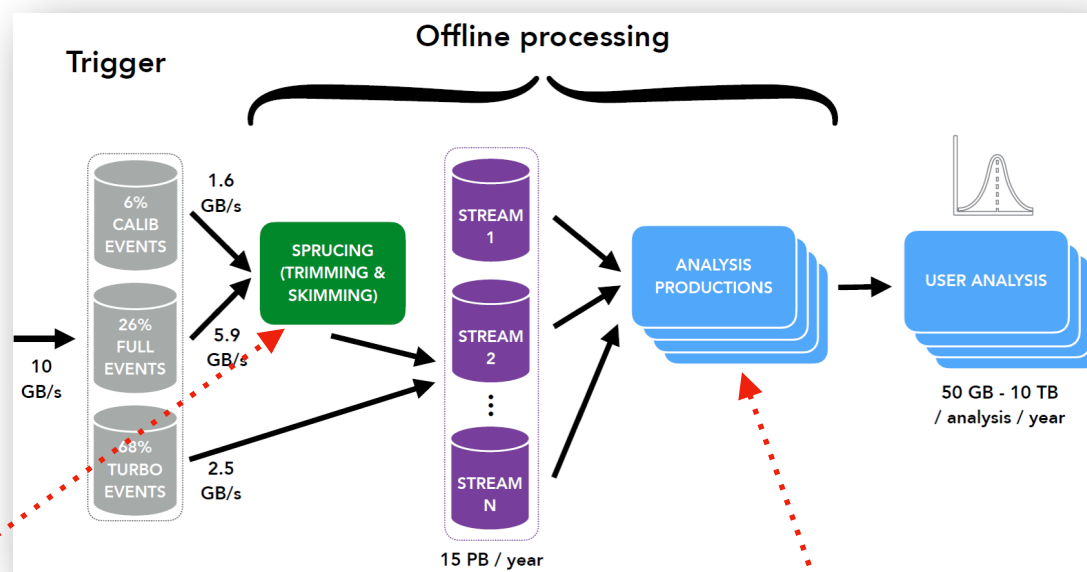 Offline processing
Trigger
1.6
GB/s
6%
CALIB
EVENTS
SPRUCING
(TRIMMING &
SKIMMING)
STREAM
1
ANALYSIS
PRODUCTIONS
USER ANALYSIS
26%
FULL
EVENTS
5.9
GB/s
STREAM
2
10
GB/s
50 GB - 10 TB
/ analysis / year
68%
TURBO
EVENTS
2.5
GB/s
STREAM
N
15 PB / year